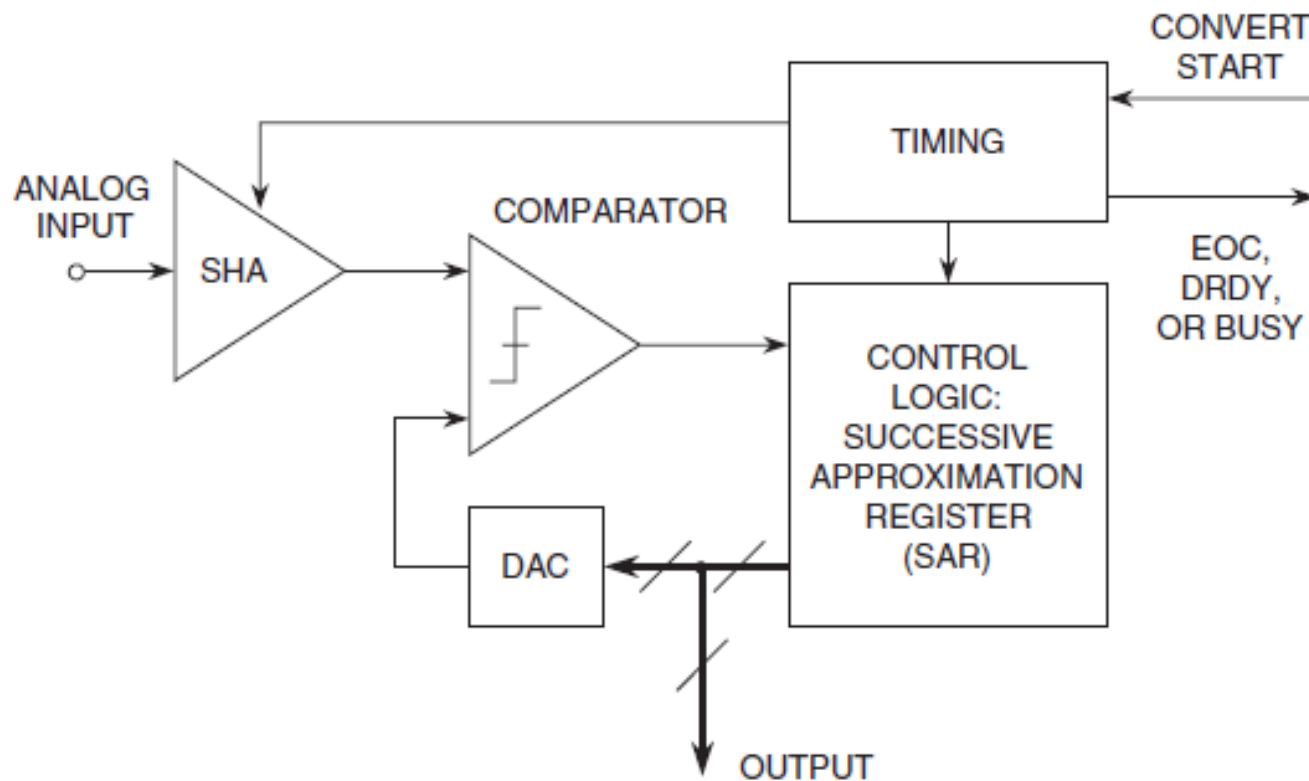 CONVERT
START
TIMING
ANALOG
INPUT
SHA
COMPARATOR
EOC,
DRDY,
OR BUSY
CONTROL
LOGIC:
SUCCESSIVE
APPROXIMATION
REGISTER
(SAR)
DAC
OUTPUT